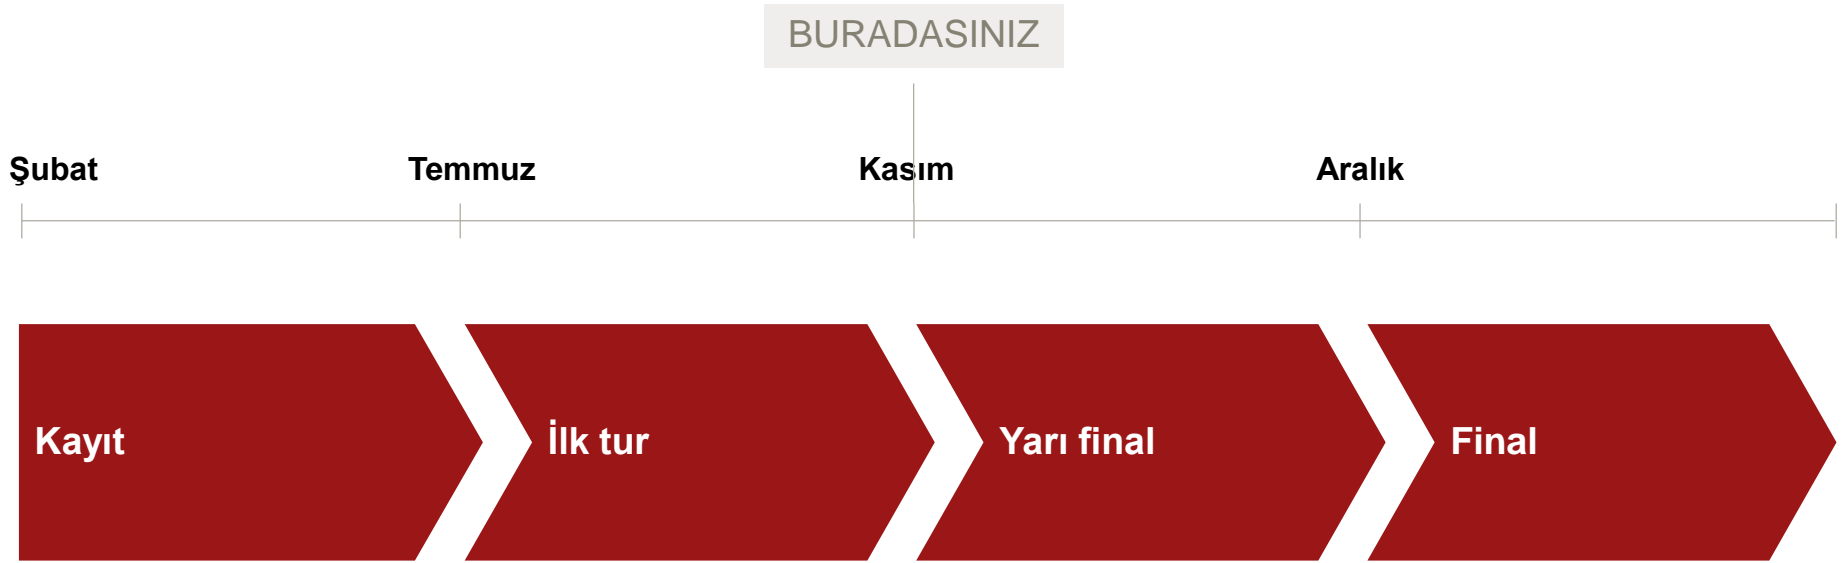 BURADASINIZ
Şubat Temmuz Kasım Aralık
Kayıt İlk tur Yarı final Final